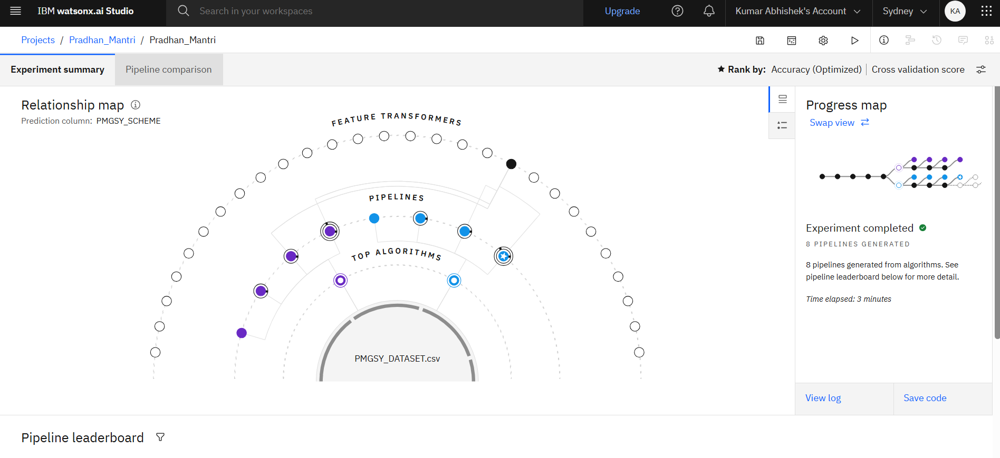 IBM watsonx.ai Studio
Search in your workspaces
Upgrade
Kumar Abhishek's Account
Sydney
KA
Projects / Pradhan_Mantri / Pradhan_Mantri
Experiment summary
Pipeline comparison
Rank by: Accuracy (Optimized) | Cross validation score
Relationship map
Prediction column: PMGSY_SCHEME
FEATURE TRANSFORMERS
PIPELINES
TOP ALGORITHMS
PMGSY_DATASET.csv
Progress map
Swap view
Experiment completed
8 PIPELINES GENERATED
8 pipelines generated from algorithms. See
pipeline leaderboard below for more detail.
Time elapsed: 3 minutes
View log
Save code
Pipeline leaderboard